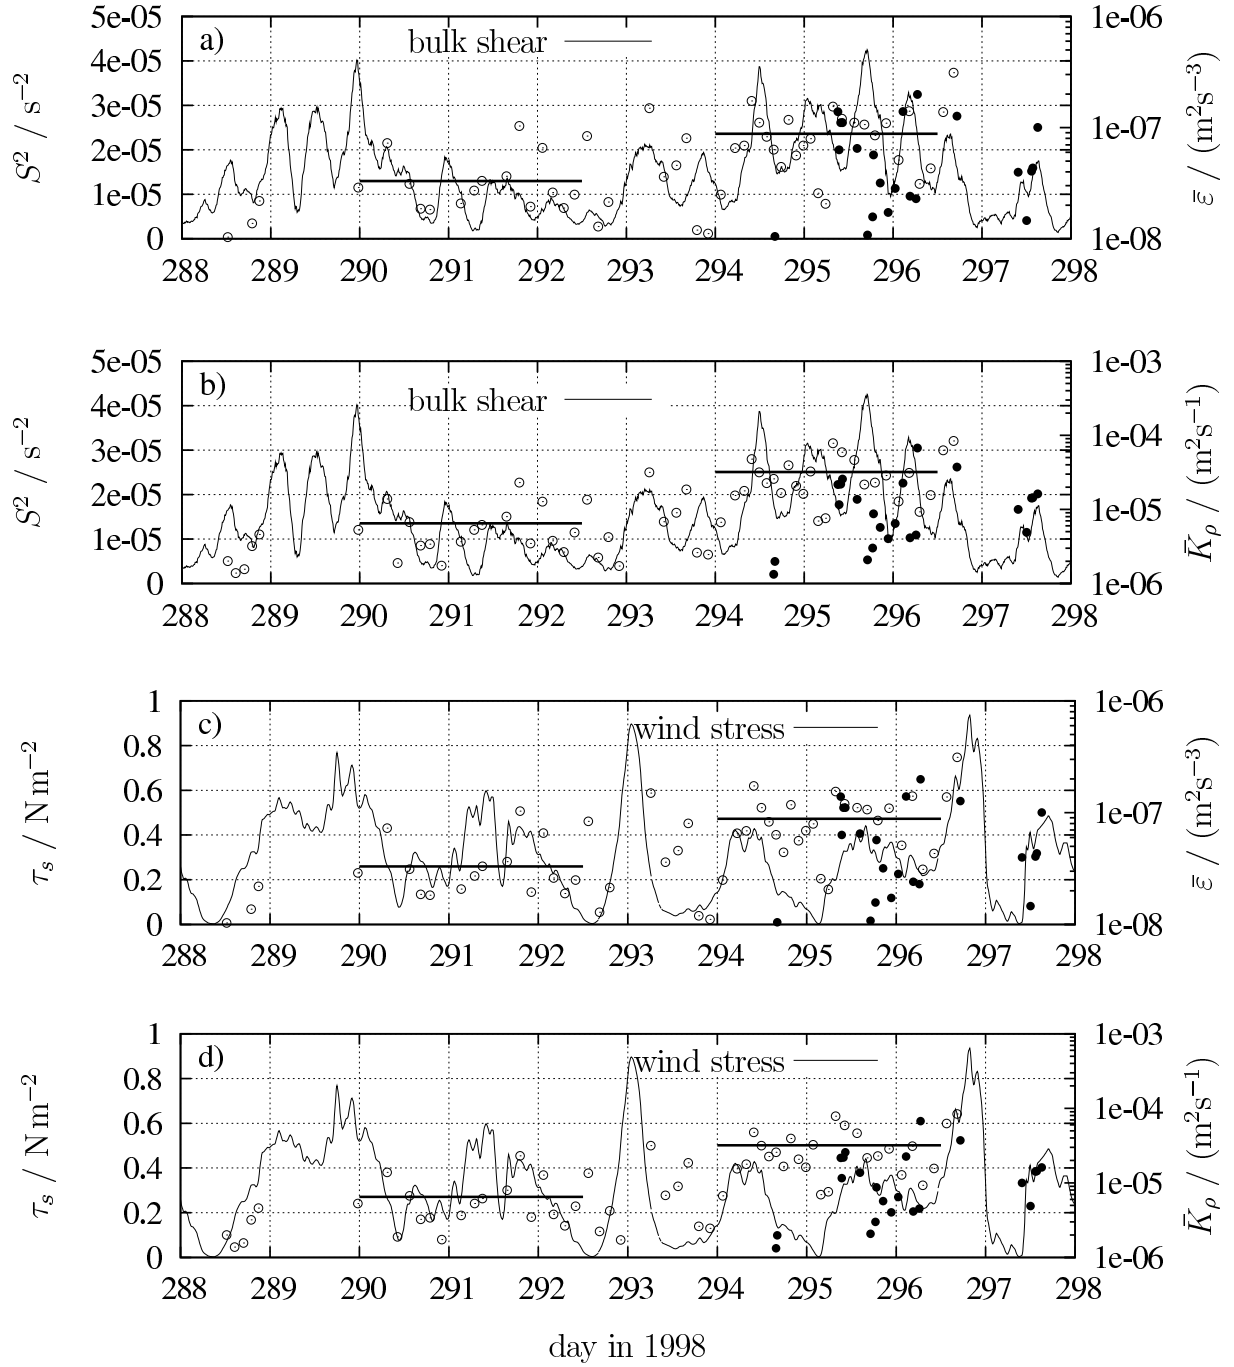 5e-05 a) bulk shear 1e-06
4e-05
3e-05 1e-07
2e-05
1e-05
0 1e-08
S² / s⁻²
ε̄ / (m²s⁻³)
288 289 290 291 292 293 294 295 296 297 298
5e-05 b) bulk shear 1e-03
4e-05 1e-04
3e-05
2e-05 1e-05
1e-05
0 1e-06
S² / s⁻²
K̄ρ / (m²s⁻¹)
288 289 290 291 292 293 294 295 296 297 298
1 c) wind stress 1e-06
0.8
0.6 1e-07
0.4
0.2
0 1e-08
τs / N m⁻²
ε̄ / (m²s⁻³)
288 289 290 291 292 293 294 295 296 297 298
1 d) wind stress 1e-03
0.8 1e-04
0.6
0.4 1e-05
0.2
0 1e-06
τs / N m⁻²
K̄ρ / (m²s⁻¹)
288 289 290 291 292 293 294 295 296 297 298
day in 1998